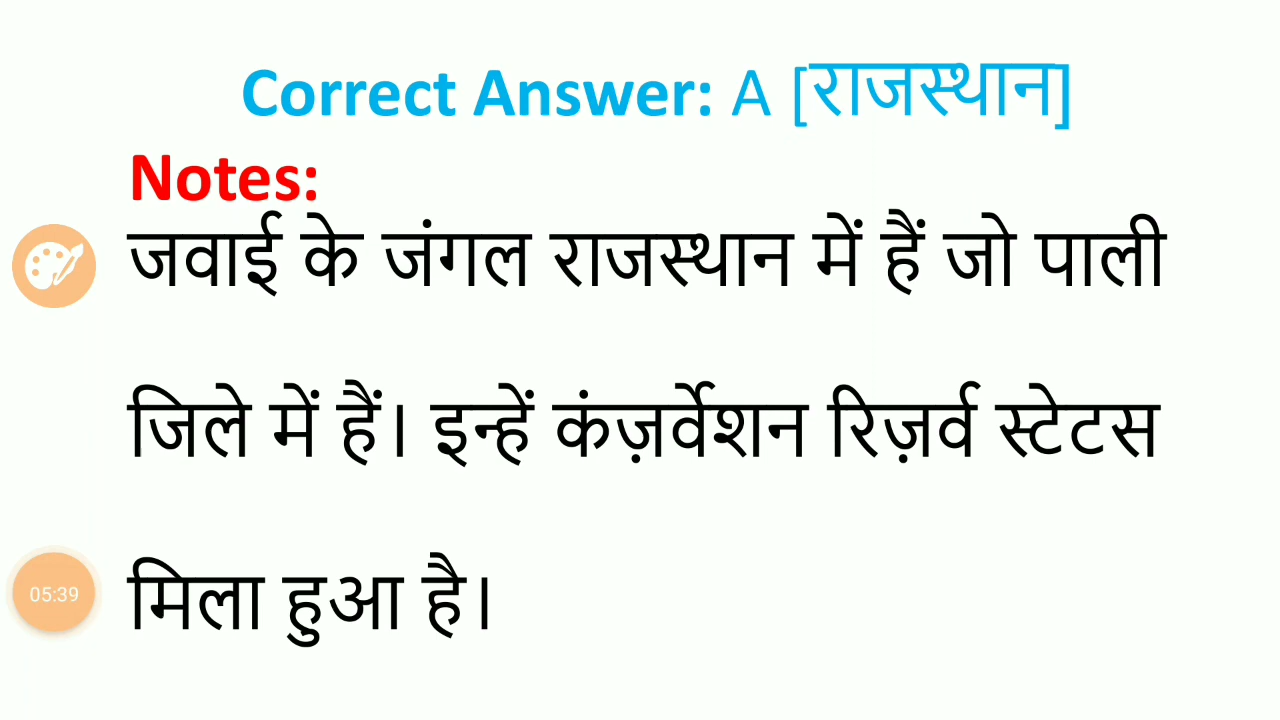 Correct Answer: A [राजस्थान]
Notes:
जवाई के जंगल राजस्थान में हैं जो पाली
जिले में हैं। इन्हें कंज़र्वेशन रिज़र्व स्टेटस
मिला हुआ है।
05:39